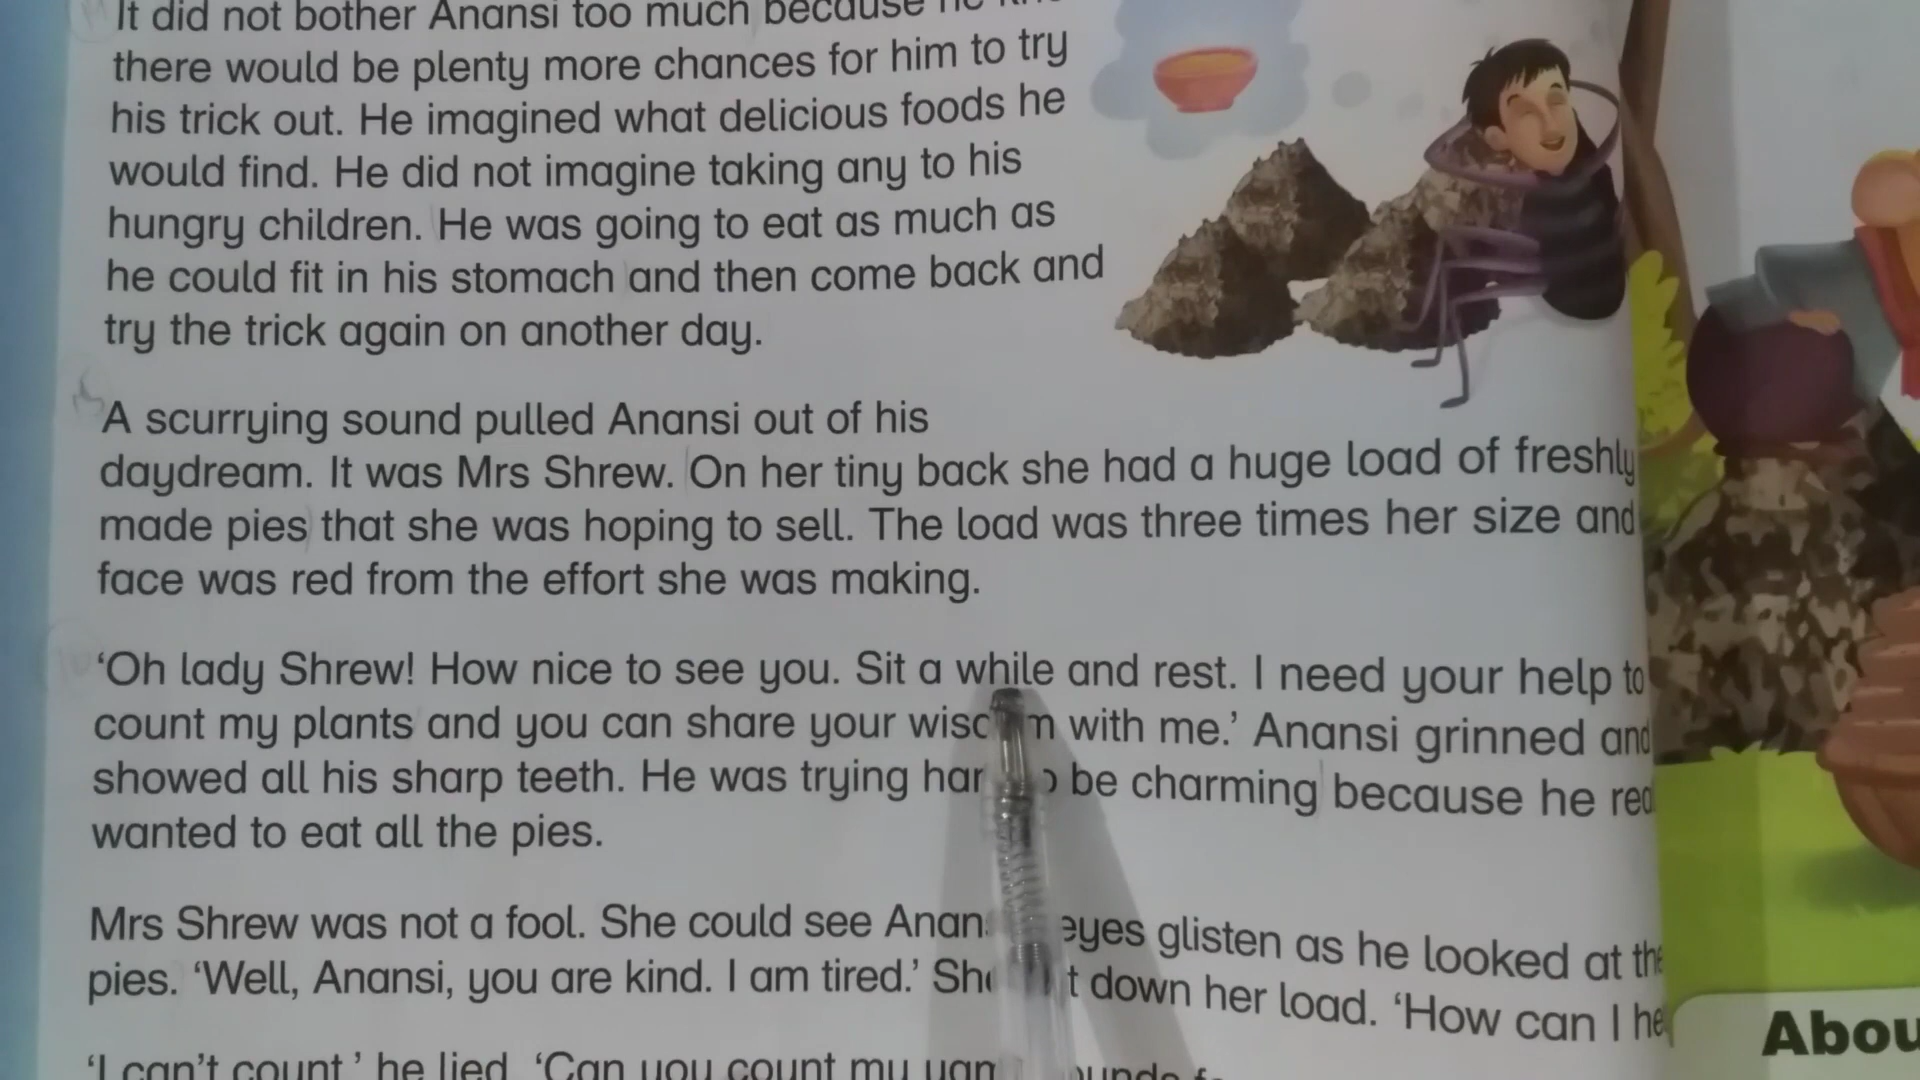 It did not bother Anansi too much because he
there would be plenty more chances for him to try
his trick out. He imagined what delicious foods he
would find. He did not imagine taking any to his
hungry children. He was going to eat as much as
he could fit in his stomach and then come back and
try the trick again on another day.
A scurrying sound pulled Anansi out of his
daydream. It was Mrs Shrew. On her tiny back she had a huge load of freshly
made pies that she was hoping to sell. The load was three times her size and
face was red from the effort she was making.
‘Oh lady Shrew! How nice to see you. Sit a while and rest. I need your help to
count my plants and you can share your with me.’ Anansi grinned and
showed all his sharp teeth. He was trying be charming because he
wanted to eat all the pies.
Mrs Shrew was not a fool. She could see eyes glisten as he looked at the
pies. ‘Well, Anansi, you are kind. I am tired.’ She down her load. ‘How can I
‘I can't count,’ he lied. ‘Can you count my